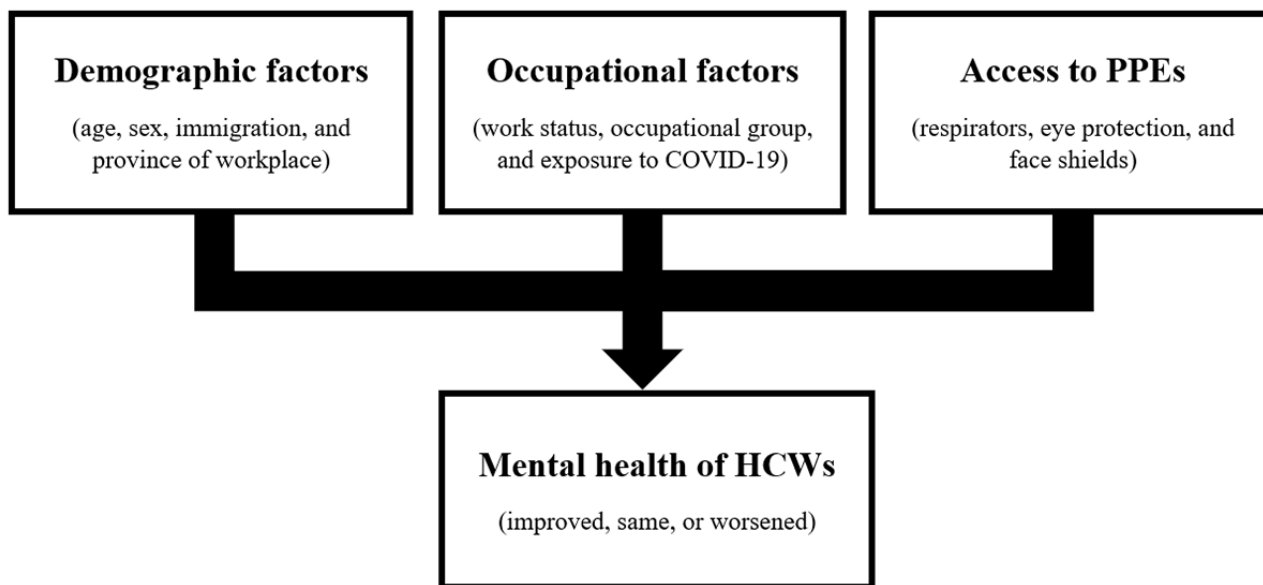 Demographic factors
(age, sex, immigration, and
province of workplace)
Occupational factors
(work status, occupational group,
and exposure to COVID-19)
Access to PPEs
(respirators, eye protection, and
face shields)
Mental health of HCWs
(improved, same, or worsened)